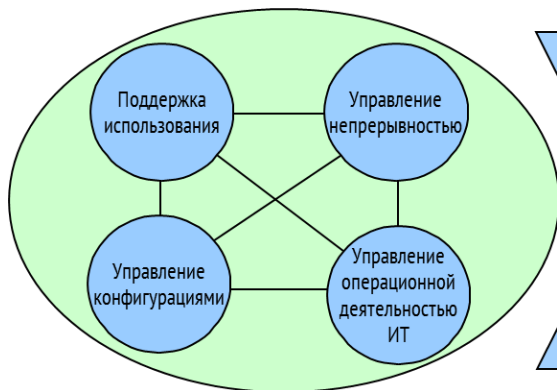 Поддержка
использования
Управление
непрерывностью
Управление
конфигурациями
Управление
операционной
деятельностью
ИТ